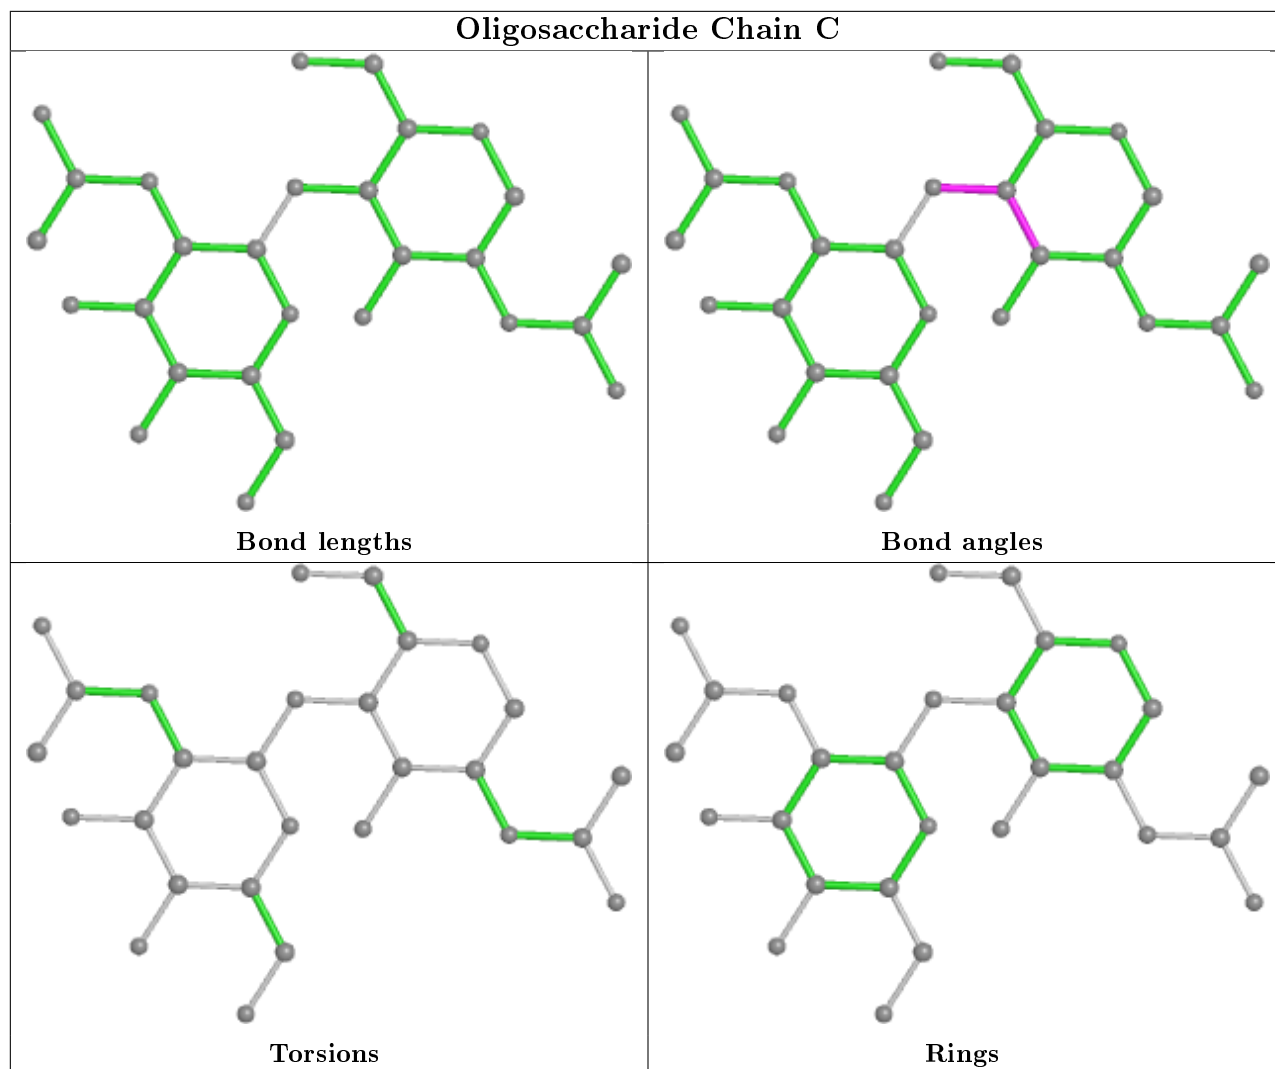 Oligosaccharide Chain C
Bond lengths
Bond angles
Torsions
Rings